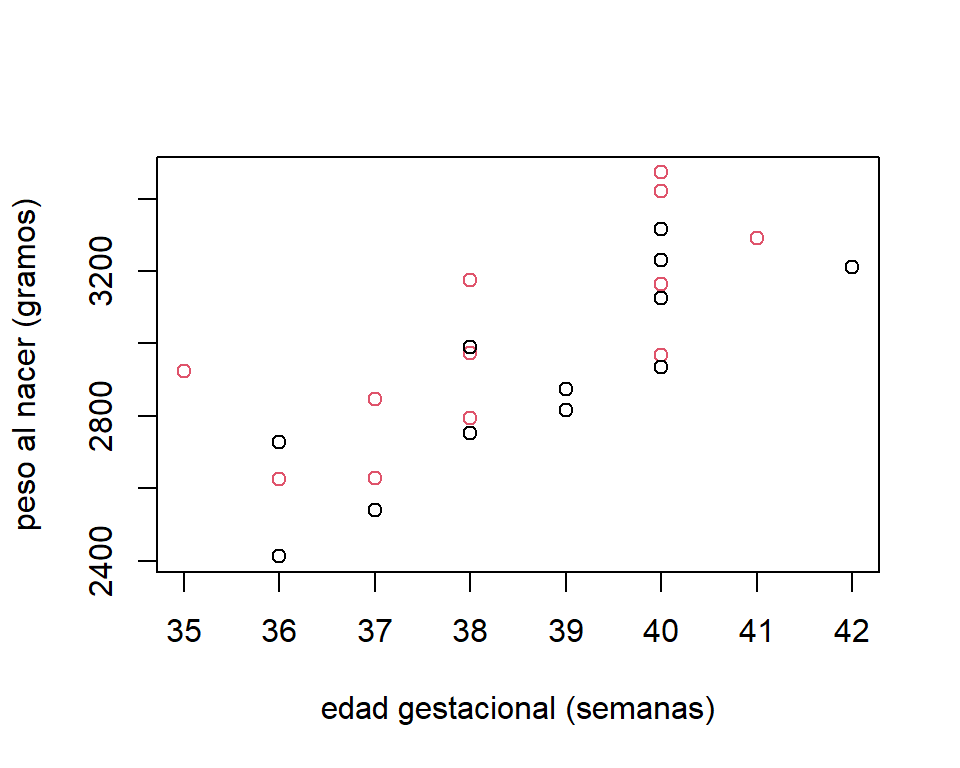 peso al nacer (gramos)
3200
2800
2400
35 36 37 38 39 40 41 42
edad gestacional (semanas)